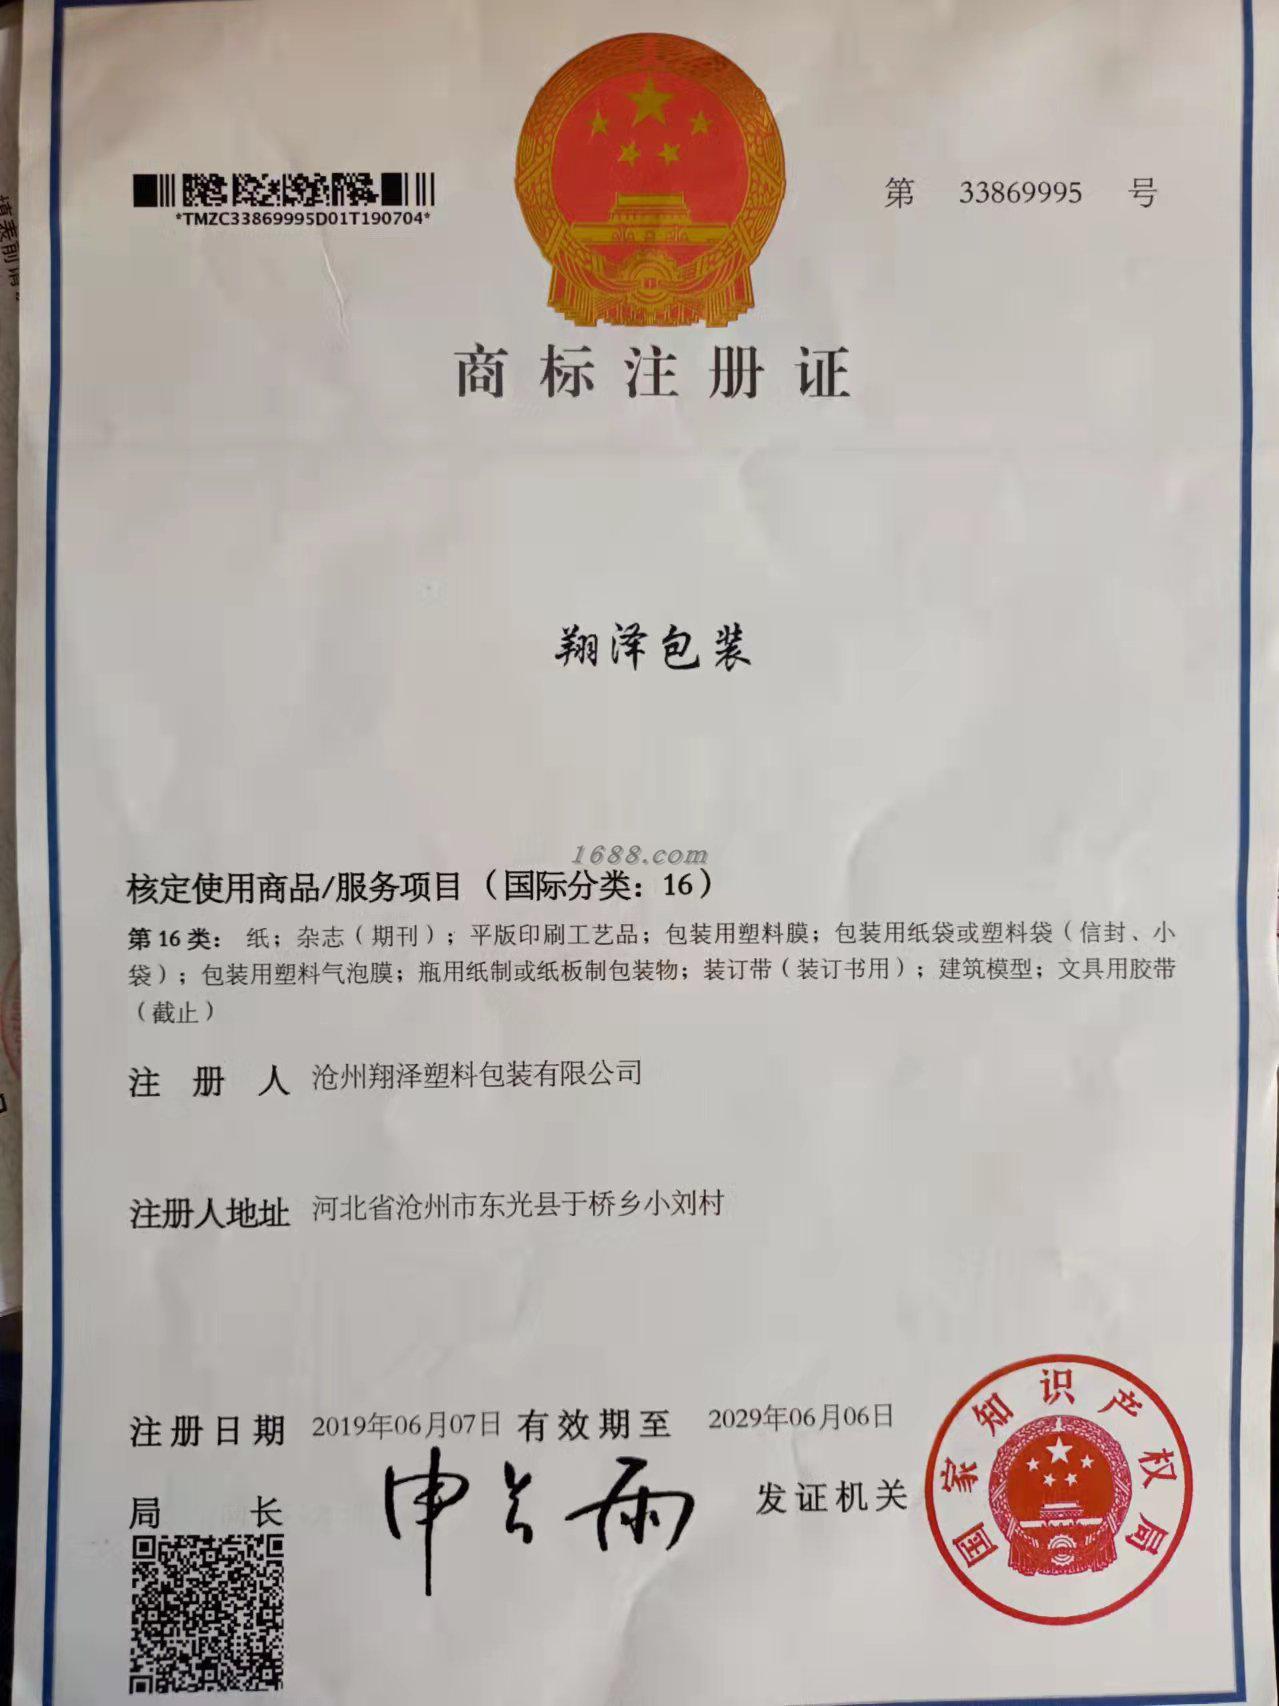 *TMZC33869995D01T190704*
第 33869995 号
商标注册证
翔泽包装
1688.com
核定使用商品/服务项目（国际分类：16）
第16类：纸；杂志（期刊）；平版印刷工艺品；包装用塑料膜；包装用纸袋或塑料袋（信封、小
袋）；包装用塑料气泡膜；瓶用纸制或纸板制包装物；装订带（装订书用）；建筑模型；文具用胶带
（截止）
注册人 沧州翔泽塑料包装有限公司
注册人地址 河北省沧州市东光县于桥乡小刘村
注册日期 2019年06月07日 有效期至 2029年06月06日
局长 申长雨 发证机关
国家知识产权局
填表前请